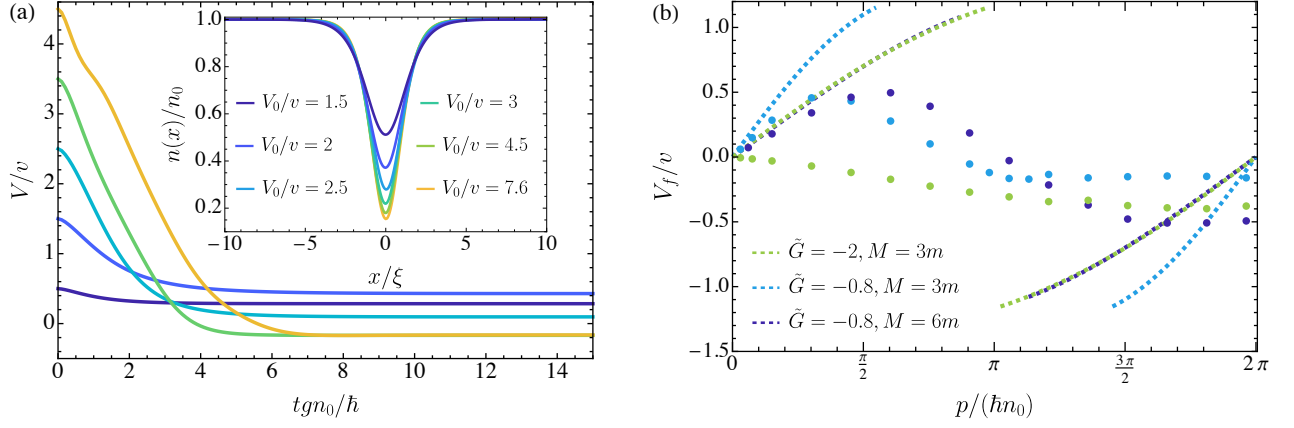 (a)
V/v
4
3
2
1
0
0 2 4 6 8 10 12 14
tgn₀/ħ
n(x)/n₀
1.0
0.8
0.6
0.4
0.2
V₀/v = 1.5
V₀/v = 2
V₀/v = 2.5
V₀/v = 3
V₀/v = 4.5
V₀/v = 7.6
−10 −5 0 5 10
x/ξ
(b)
V_f/v
1.0
0.5
0.0
−0.5
−1.0
−1.5
G̃ = −2, M = 3m
G̃ = −0.8, M = 3m
G̃ = −0.8, M = 6m
0 π/2 π 3π/2 2π
p/(ħn₀)